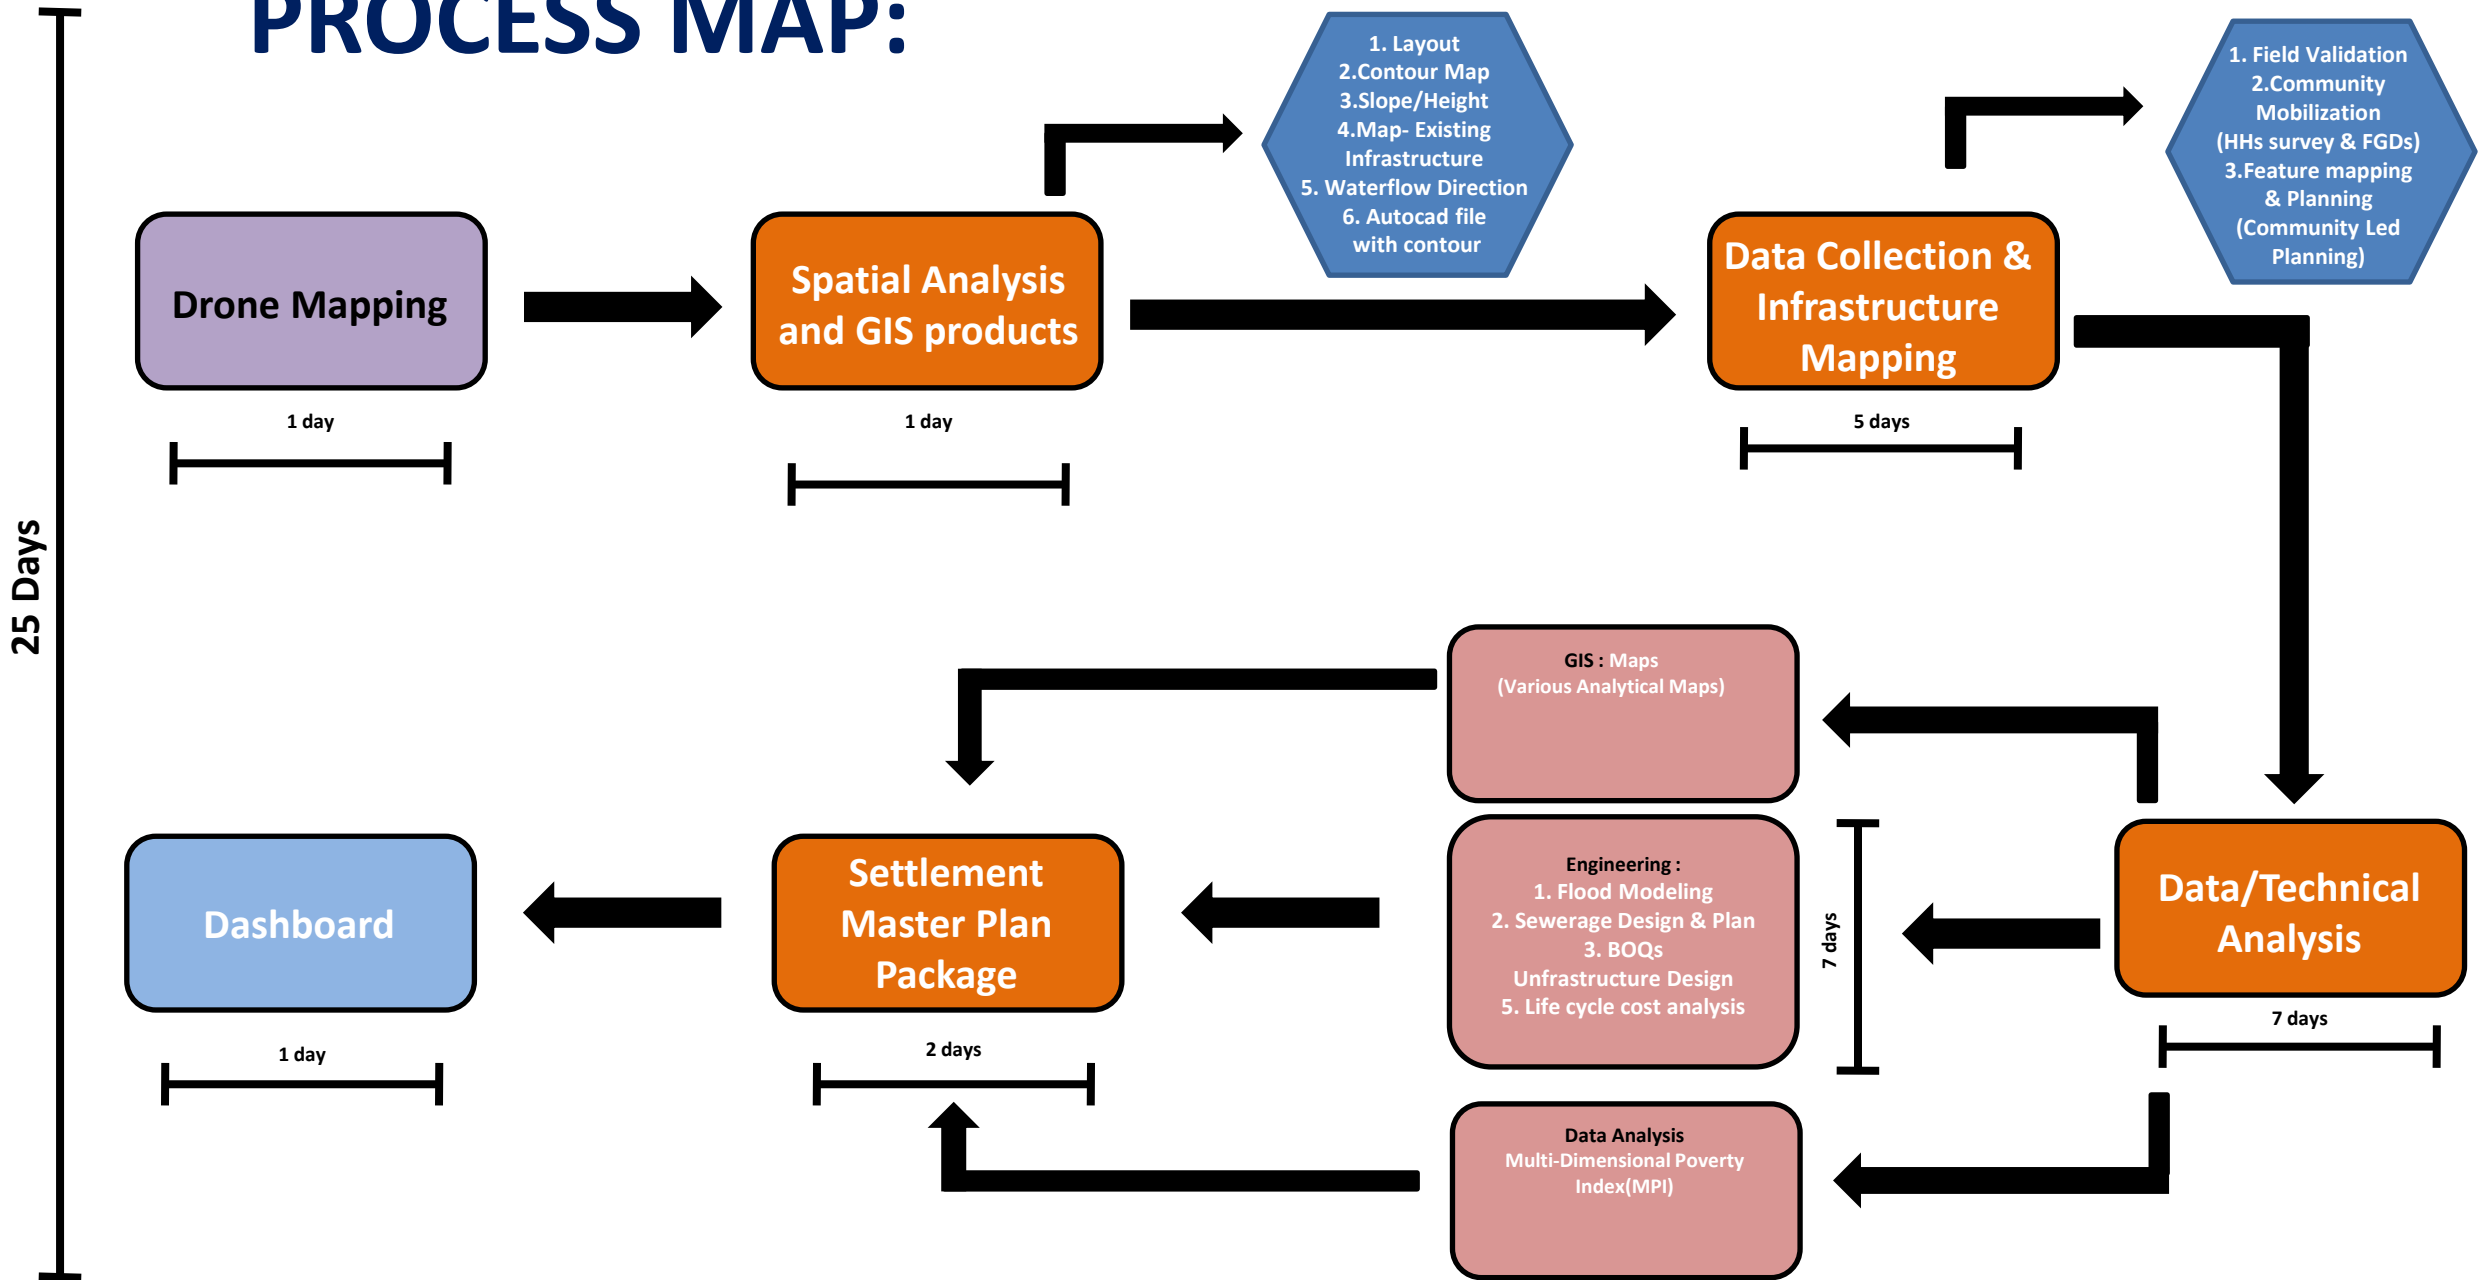 PROCESS MAP:
1. Layout
2.Contour Map
3.Slope/Height
4.Map- Existing
Infrastructure
5. Waterflow Direction
6. Autocad file
with contour
1. Field Validation
2.Community
Mobilization
(HHs survey & FGDs)
3.Feature mapping
& Planning
(Community Led
Planning)
Drone Mapping
1 day
Spatial Analysis
and GIS products
1 day
Data Collection &
Infrastructure
Mapping
5 days
25 Days
GIS : Maps
(Various Analytical Maps)
Engineering :
1. Flood Modeling
2. Sewerage Design & Plan
3. BOQs
Unfrastructure Design
5. Life cycle cost analysis
7 days
Data/Technical
Analysis
7 days
Settlement
Master Plan
Package
2 days
Dashboard
1 day
Data Analysis
Multi-Dimensional Poverty
Index(MPI)